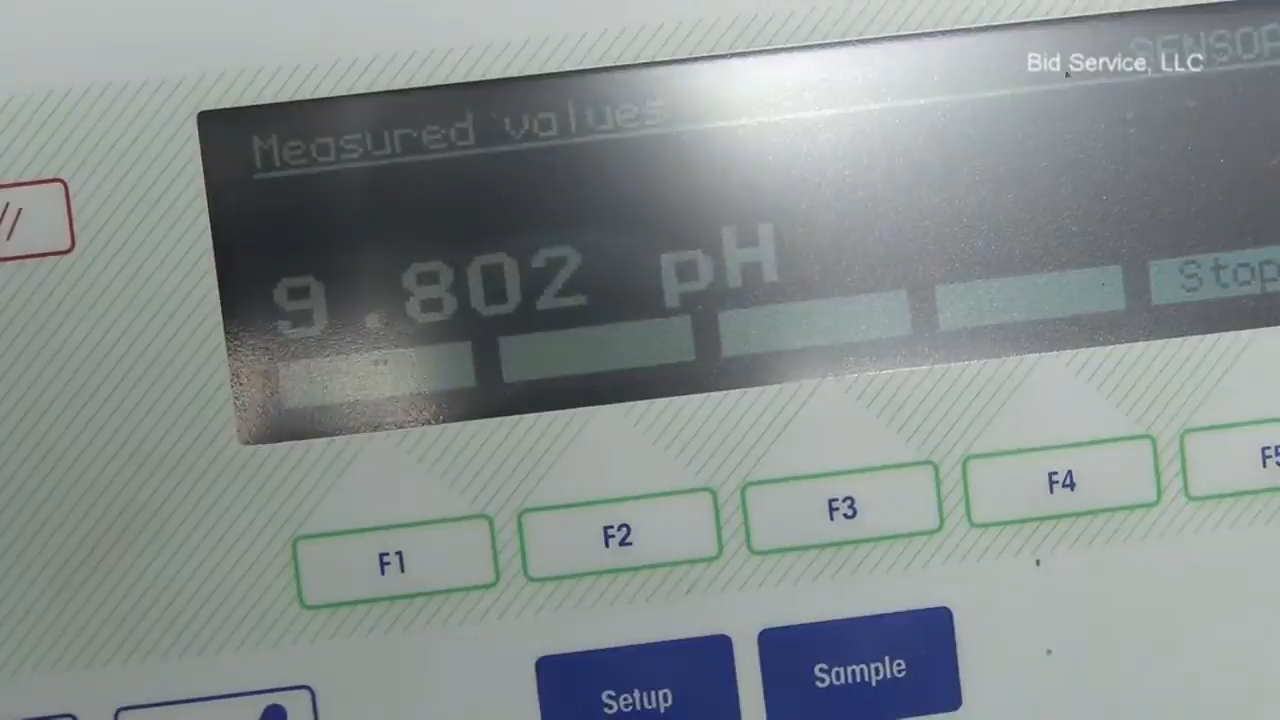 Bid Service, LLC
SENSOR
Measured values
9.802 pH
Stop
F1
F2
F3
F4
F5
Setup
Sample